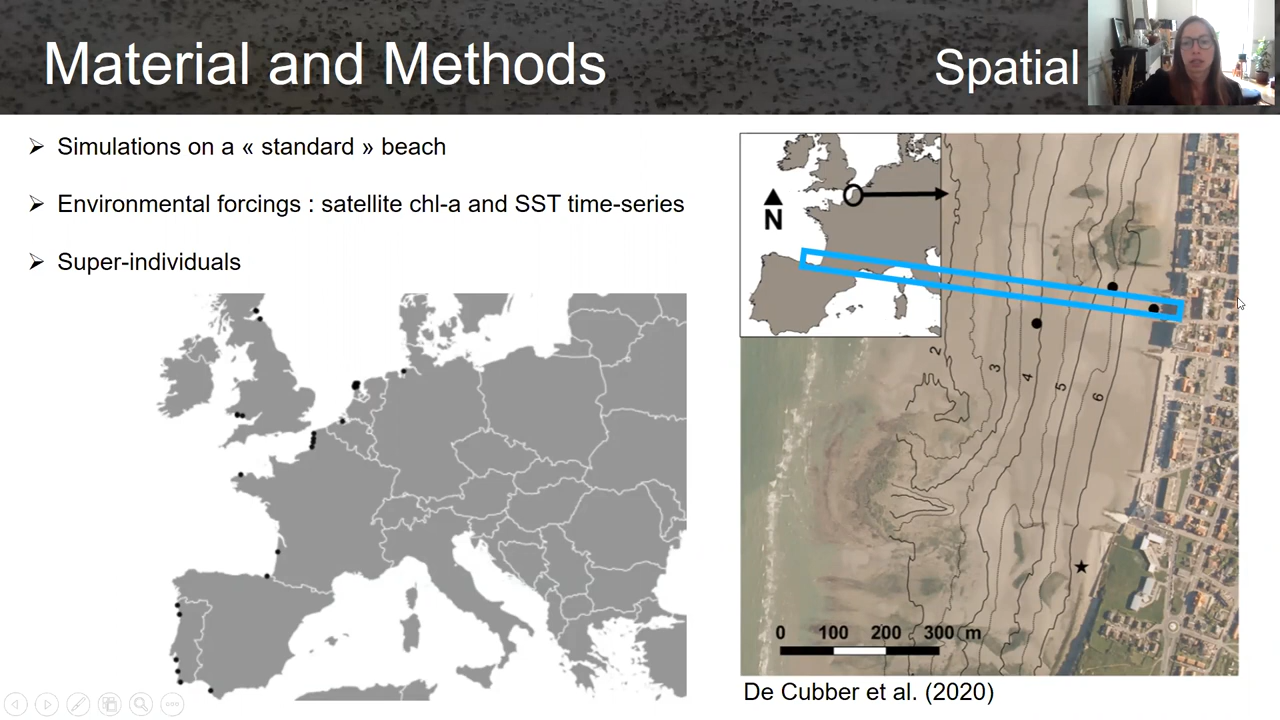 Material and Methods
Spatial
Simulations on a « standard » beach
Environmental forcings : satellite chl-a and SST time-series
Super-individuals
N
2
3
4
5
6
0 100 200 300 m
De Cubber et al. (2020)